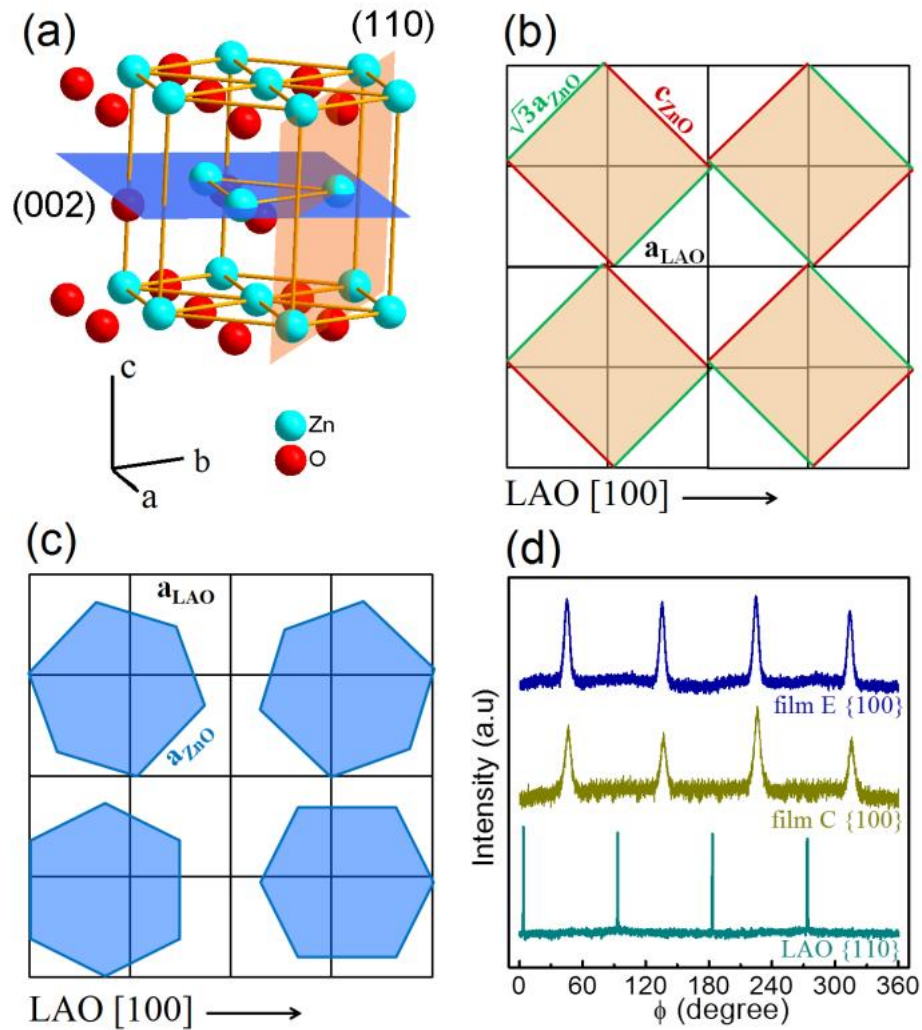 (a)
(110)
(002)
c
b
a
Zn
O
(b)
√3a_ZnO
c_ZnO
a_LAO
LAO [100]
(c)
a_LAO
a_ZnO
LAO [100]
(d)
Intensity (a.u)
film E {100}
film C {100}
LAO {110}
0 60 120 180 240 300 360
ϕ (degree)